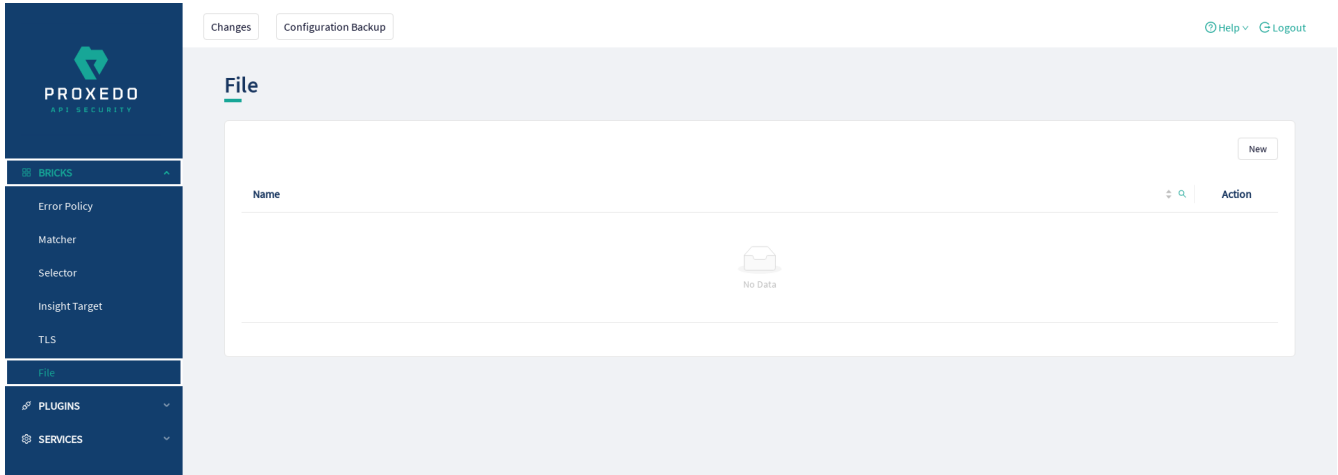 Changes
Configuration Backup
Help
Logout
PROXEDO
API SECURITY
BRICKS
Error Policy
Matcher
Selector
Insight Target
TLS
File
PLUGINS
SERVICES
File
New
Name
Action
No Data